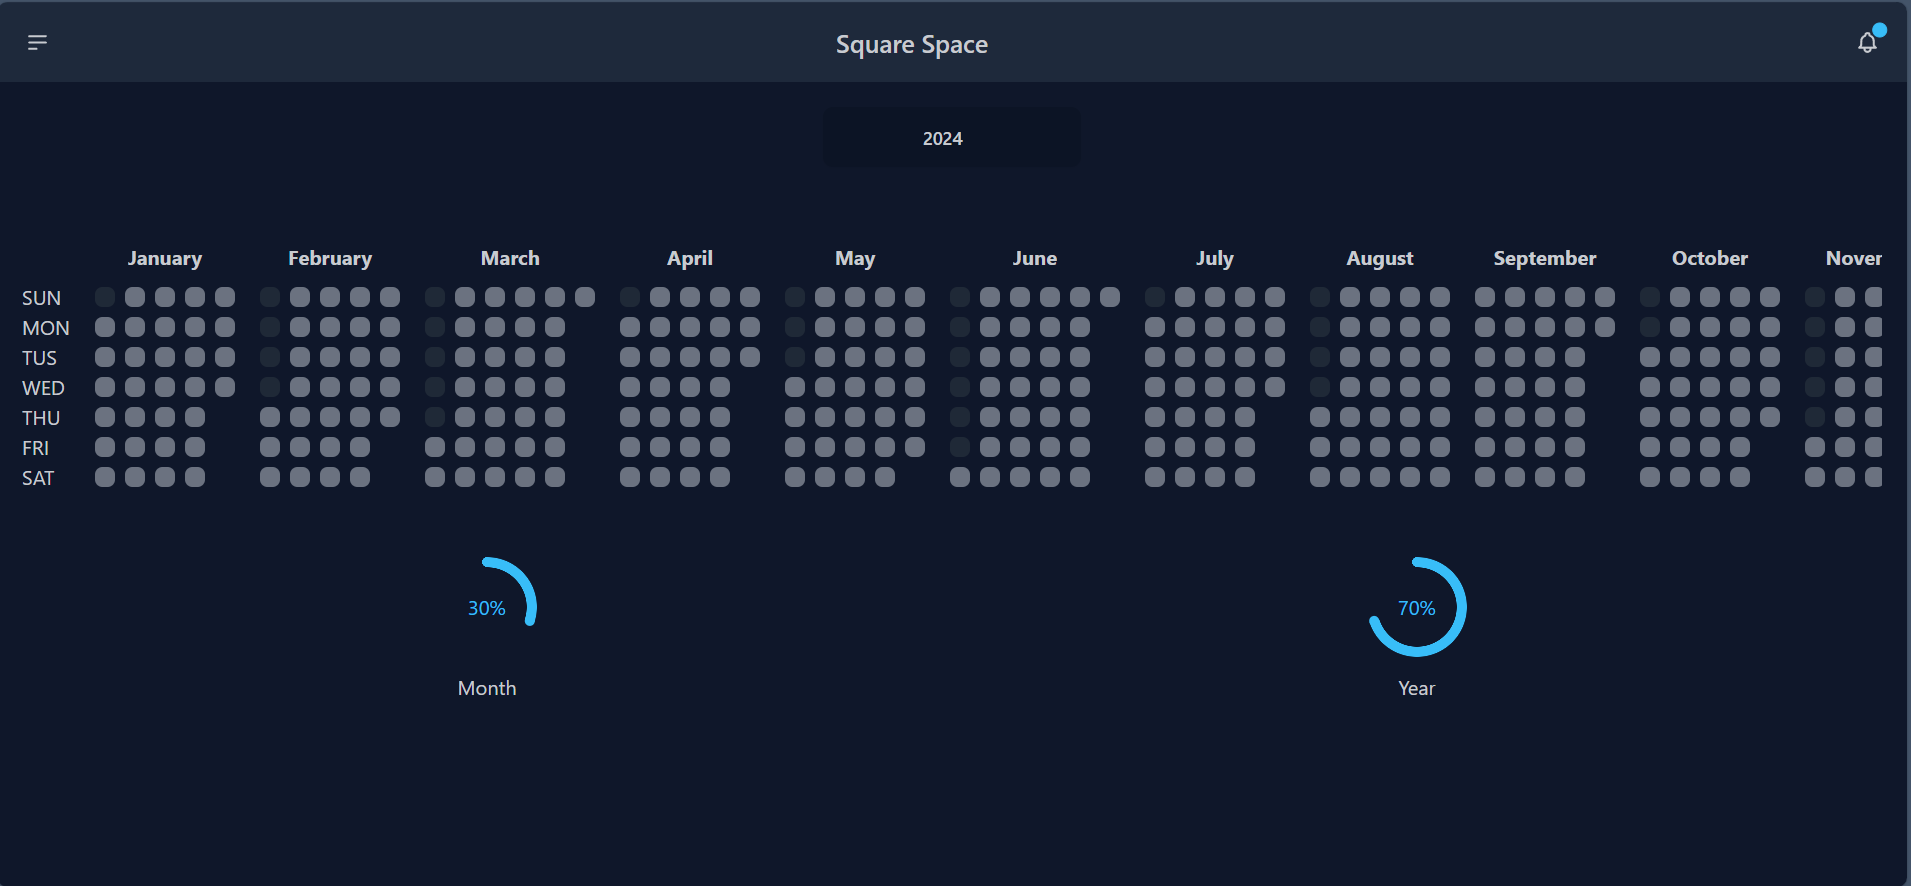 Square Space
2024
January February March April May June July August September October Nover
SUN
MON
TUS
WED
THU
FRI
SAT
30% 70%
Month Year